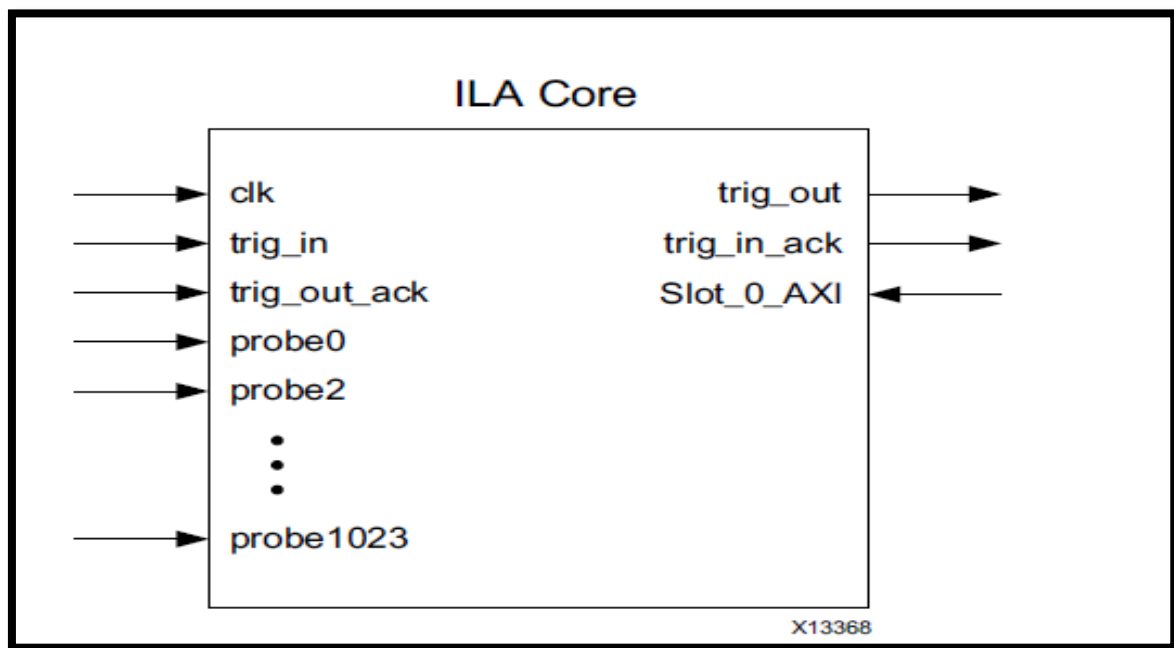 ILA Core
clk
trig_in
trig_out_ack
probe0
probe2
probe1023
trig_out
trig_in_ack
Slot_0_AXI
X13368